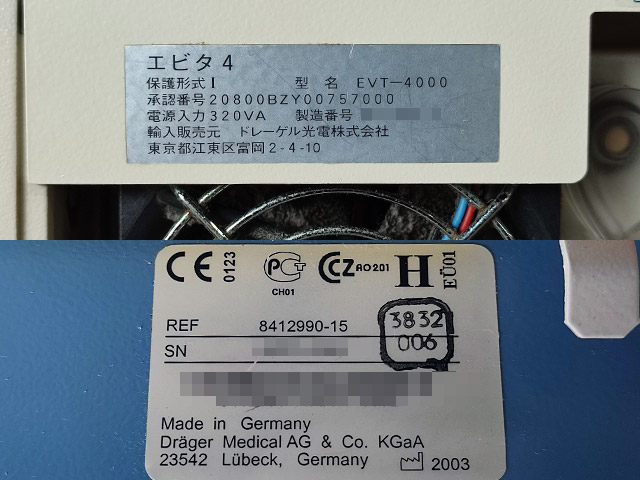 エビタ4
保護形式I 型名 EVT-4000
承認番号20800BZY00757000
電源入力320VA 製造番号
輸入販売元 ドレーゲル光電株式会社
東京都江東区富岡2-4-10
CE 0123 PCT CH01 CCZ AO201 H EÜ01
REF 8412990-15
3832
006
SN
Made in Germany
Dräger Medical AG & Co. KGaA
23542 Lübeck, Germany 2003